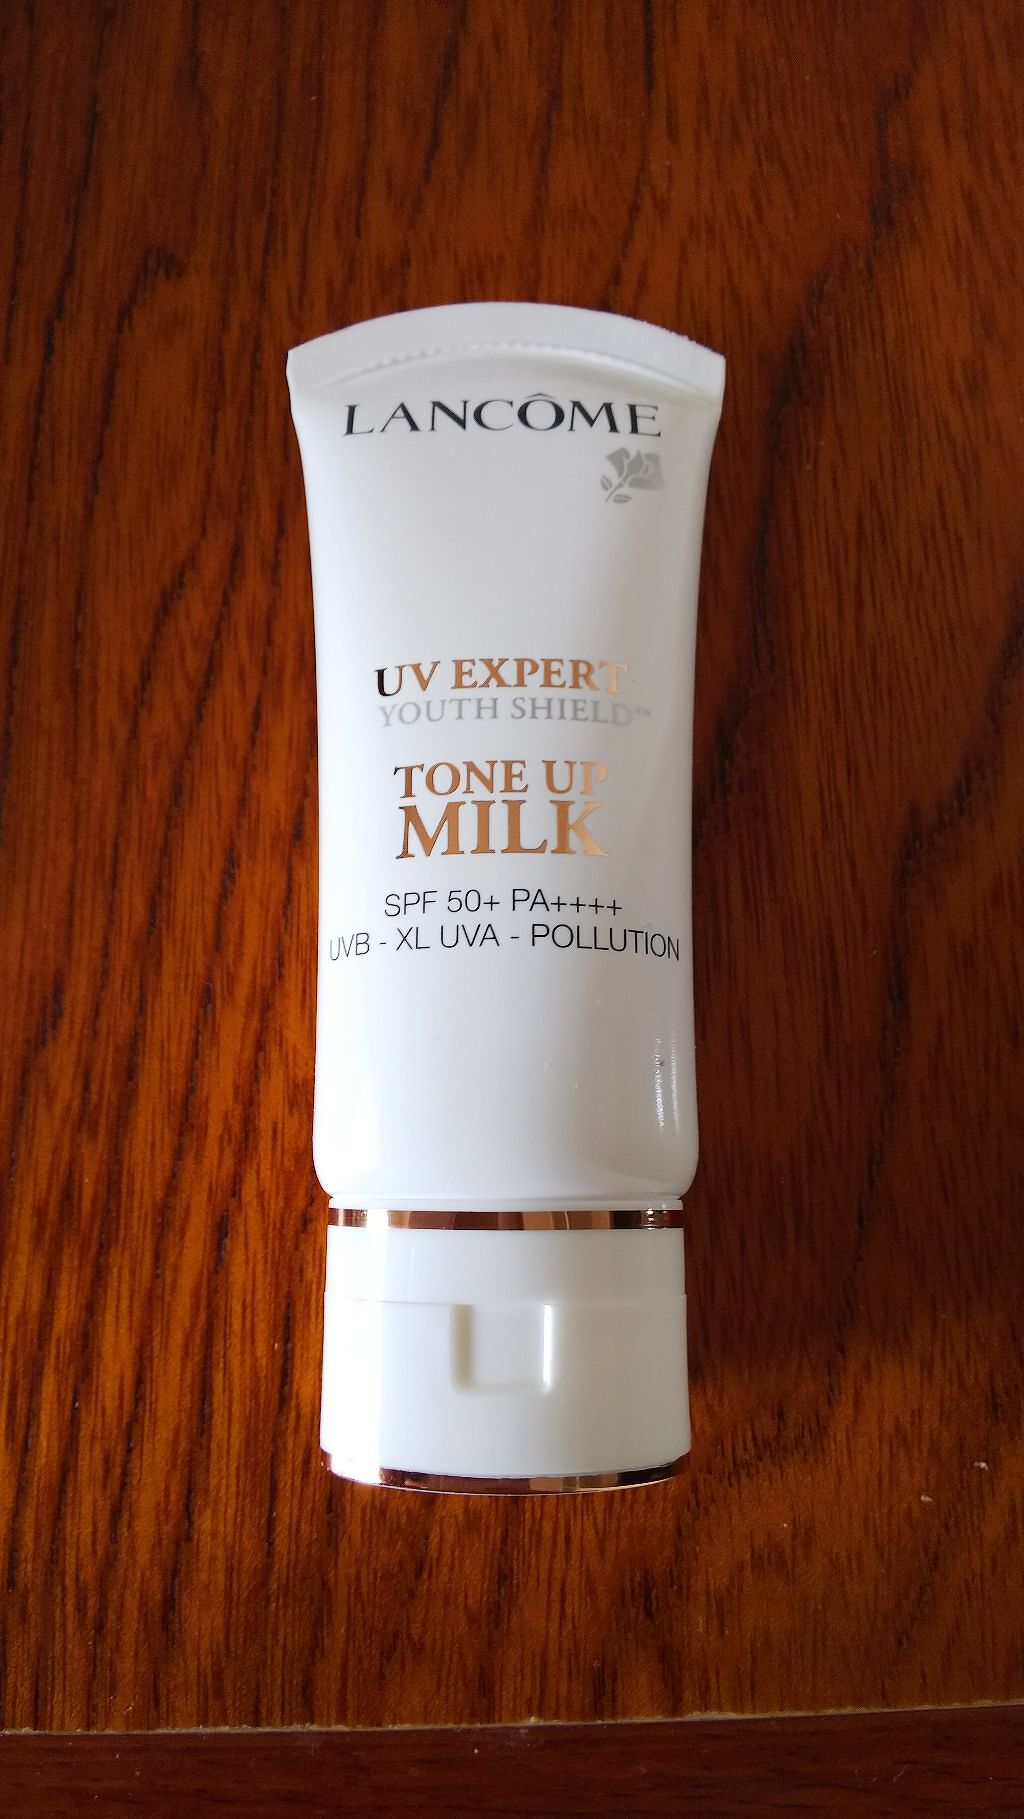 LANCÔME
UV EXPERT
YOUTH SHIELD™
TONE UP
MILK
SPF 50+ PA++++
UVB - XL UVA - POLLUTION